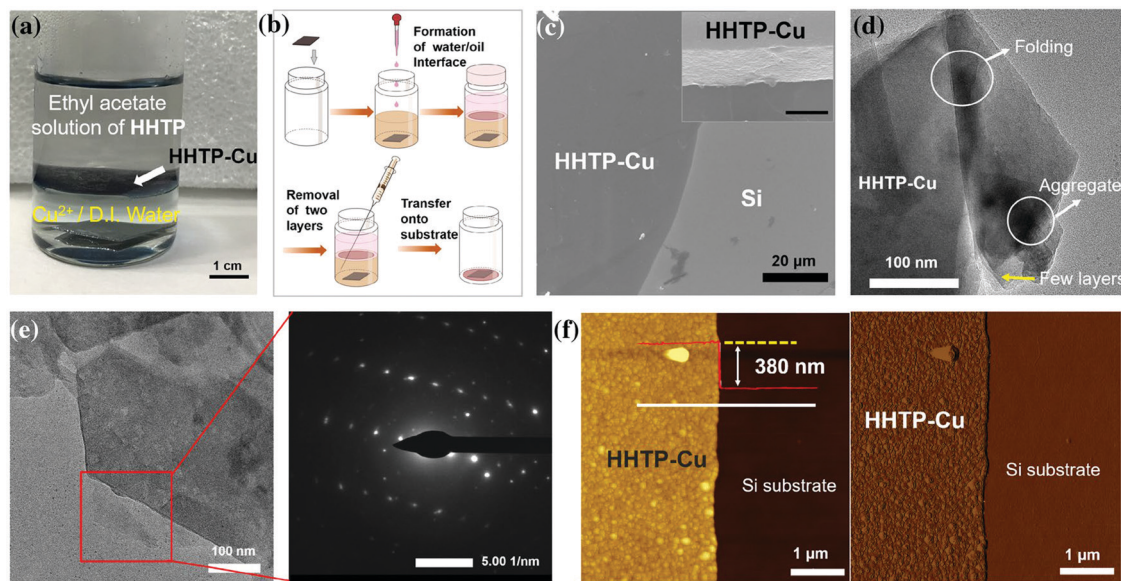 (a)
Ethyl acetate
solution of HHTP
HHTP-Cu
Cu²⁺ / D.I. Water
1 cm
(b)
Formation
of water/oil
Interface
Removal
of two
layers
Transfer
onto
substrate
(c)
HHTP-Cu
HHTP-Cu
Si
20 µm
(d)
Folding
HHTP-Cu
Aggregate
Few layers
100 nm
(e)
100 nm
5.00 1/nm
(f)
380 nm
HHTP-Cu
Si substrate
1 µm
HHTP-Cu
Si substrate
1 µm